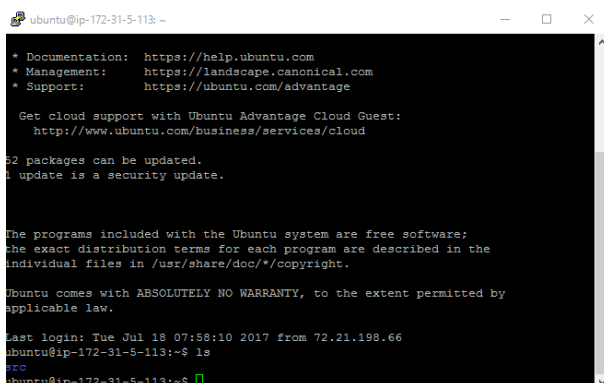 ubuntu@ip-172-31-5-113: ~
* Documentation:  https://help.ubuntu.com
* Management:     https://landscape.canonical.com
* Support:        https://ubuntu.com/advantage
Get cloud support with Ubuntu Advantage Cloud Guest:
http://www.ubuntu.com/business/services/cloud
52 packages can be updated.
1 update is a security update.
The programs included with the Ubuntu system are free software;
the exact distribution terms for each program are described in the
individual files in /usr/share/doc/*/copyright.
Ubuntu comes with ABSOLUTELY NO WARRANTY, to the extent permitted by
applicable law.
Last login: Tue Jul 18 07:58:10 2017 from 72.21.198.66
ubuntu@ip-172-31-5-113:~$ ls
src
ubuntu@ip-172-31-5-113:~$